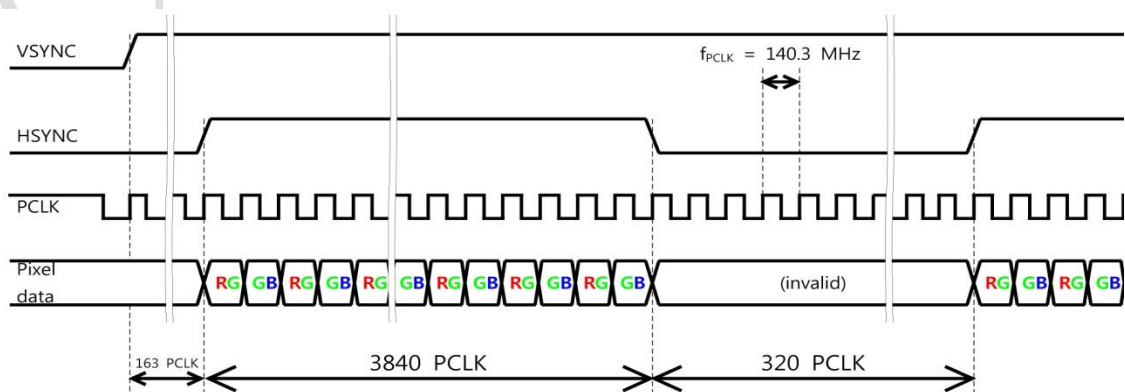 VSYNC
fPCLK = 140.3 MHz
HSYNC
PCLK
Pixel data
RG GB RG GB RG GB RG GB RG GB RG GB
(invalid)
RG GB RG GB
163 PCLK
3840 PCLK
320 PCLK